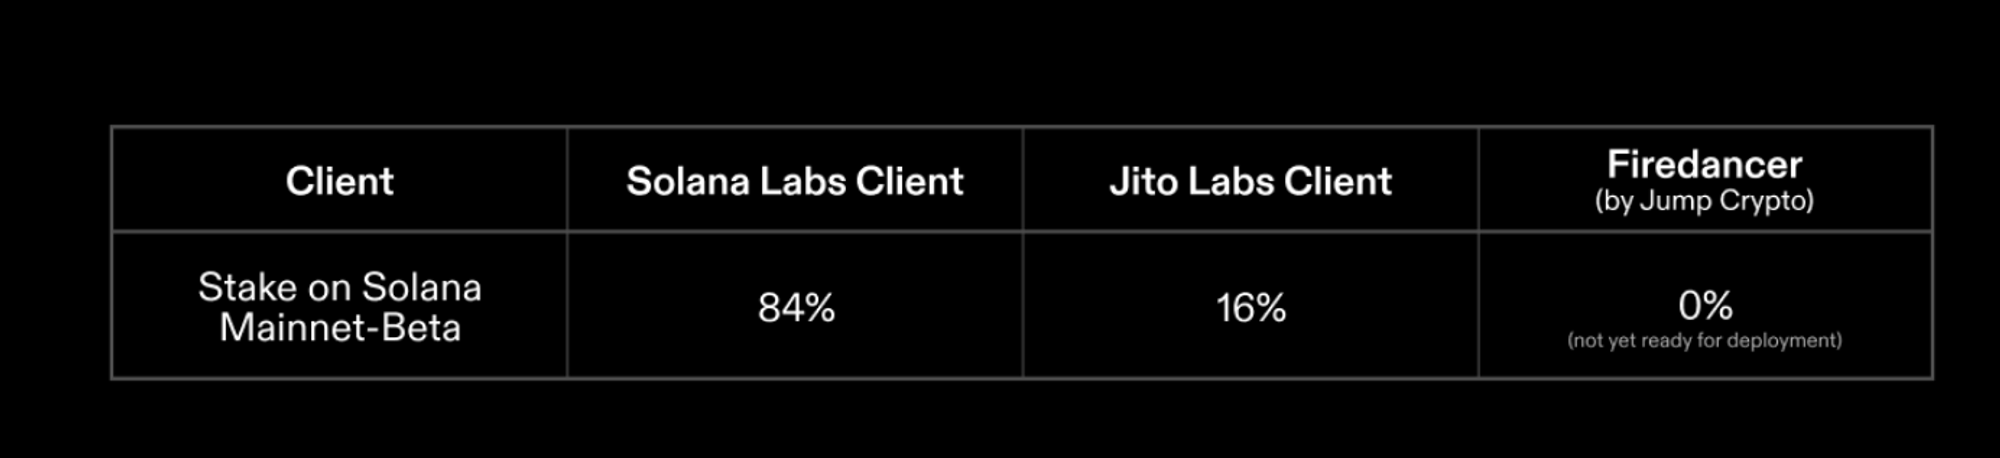 Client
Solana Labs Client
Jito Labs Client
Firedancer
(by Jump Crypto)
Stake on Solana
Mainnet-Beta
84%
16%
0%
(not yet ready for deployment)